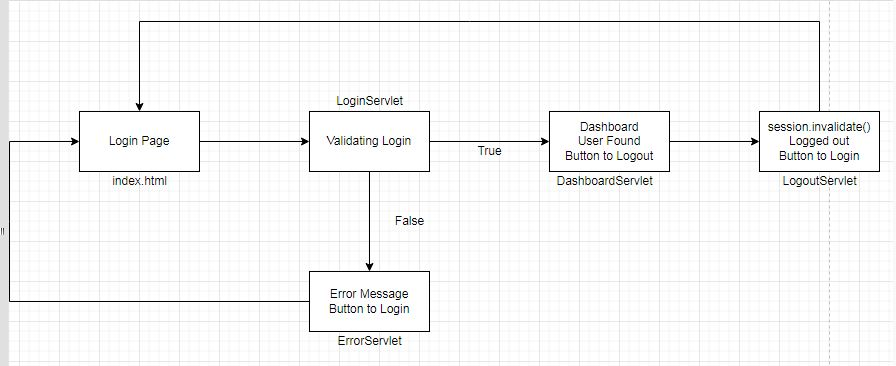 LoginServlet
Login Page
Validating Login
True
Dashboard
User Found
Button to Logout
session.invalidate()
Logged out
Button to Login
index.html
DashboardServlet
LogoutServlet
False
Error Message
Button to Login
ErrorServlet